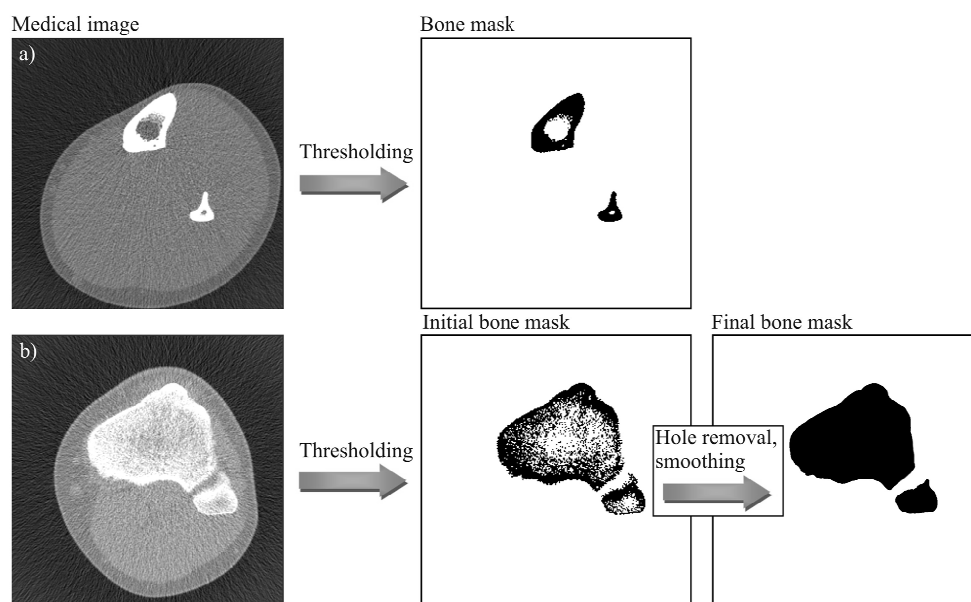 Medical image
Bone mask
a)
Thresholding
Initial bone mask
Final bone mask
b)
Thresholding
Hole removal,
smoothing